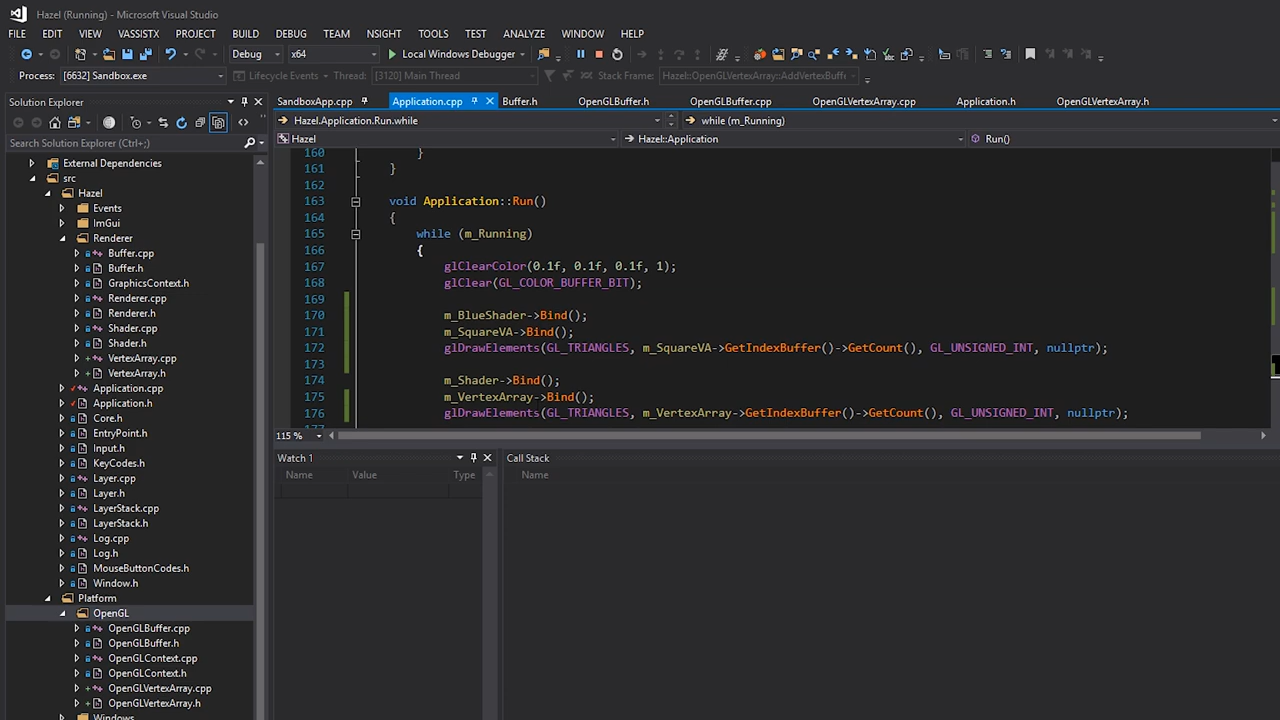 Hazel (Running) - Microsoft Visual Studio
FILE EDIT VIEW VASSISTX PROJECT BUILD DEBUG TEAM NSIGHT TOOLS TEST ANALYZE WINDOW HELP
Debug x64 Local Windows Debugger
Process: [6632] Sandbox.exe Lifecycle Events Thread: [3120] Main Thread Stack Frame: Hazel::OpenGLVertexArray::AddVertexBuff
Solution Explorer
SandboxApp.cpp Application.cpp Buffer.h OpenGLBuffer.h OpenGLBuffer.cpp OpenGLVertexArray.cpp Application.h OpenGLVertexArray.h
Hazel.Application.Run.while while (m_Running)
Hazel Hazel::Application Run()
Search Solution Explorer (Ctrl+;)
External Dependencies
src
Hazel
Events
ImGui
Renderer
Buffer.cpp
Buffer.h
GraphicsContext.h
Renderer.cpp
Renderer.h
Shader.cpp
Shader.h
VertexArray.cpp
VertexArray.h
Application.cpp
Application.h
Core.h
EntryPoint.h
Input.h
KeyCodes.h
Layer.cpp
Layer.h
LayerStack.cpp
LayerStack.h
Log.cpp
Log.h
MouseButtonCodes.h
Window.h
Platform
OpenGL
OpenGLBuffer.cpp
OpenGLBuffer.h
OpenGLContext.cpp
OpenGLContext.h
OpenGLVertexArray.cpp
OpenGLVertexArray.h
Windows
160 }
161 }
162
163 void Application::Run()
164 {
165 while (m_Running)
166 {
167 glClearColor(0.1f, 0.1f, 0.1f, 1);
168 glClear(GL_COLOR_BUFFER_BIT);
169
170 m_BlueShader->Bind();
171 m_SquareVA->Bind();
172 glDrawElements(GL_TRIANGLES, m_SquareVA->GetIndexBuffer()->GetCount(), GL_UNSIGNED_INT, nullptr);
173
174 m_Shader->Bind();
175 m_VertexArray->Bind();
176 glDrawElements(GL_TRIANGLES, m_VertexArray->GetIndexBuffer()->GetCount(), GL_UNSIGNED_INT, nullptr);
177
115 %
Watch 1
Name Value Type
Call Stack
Name